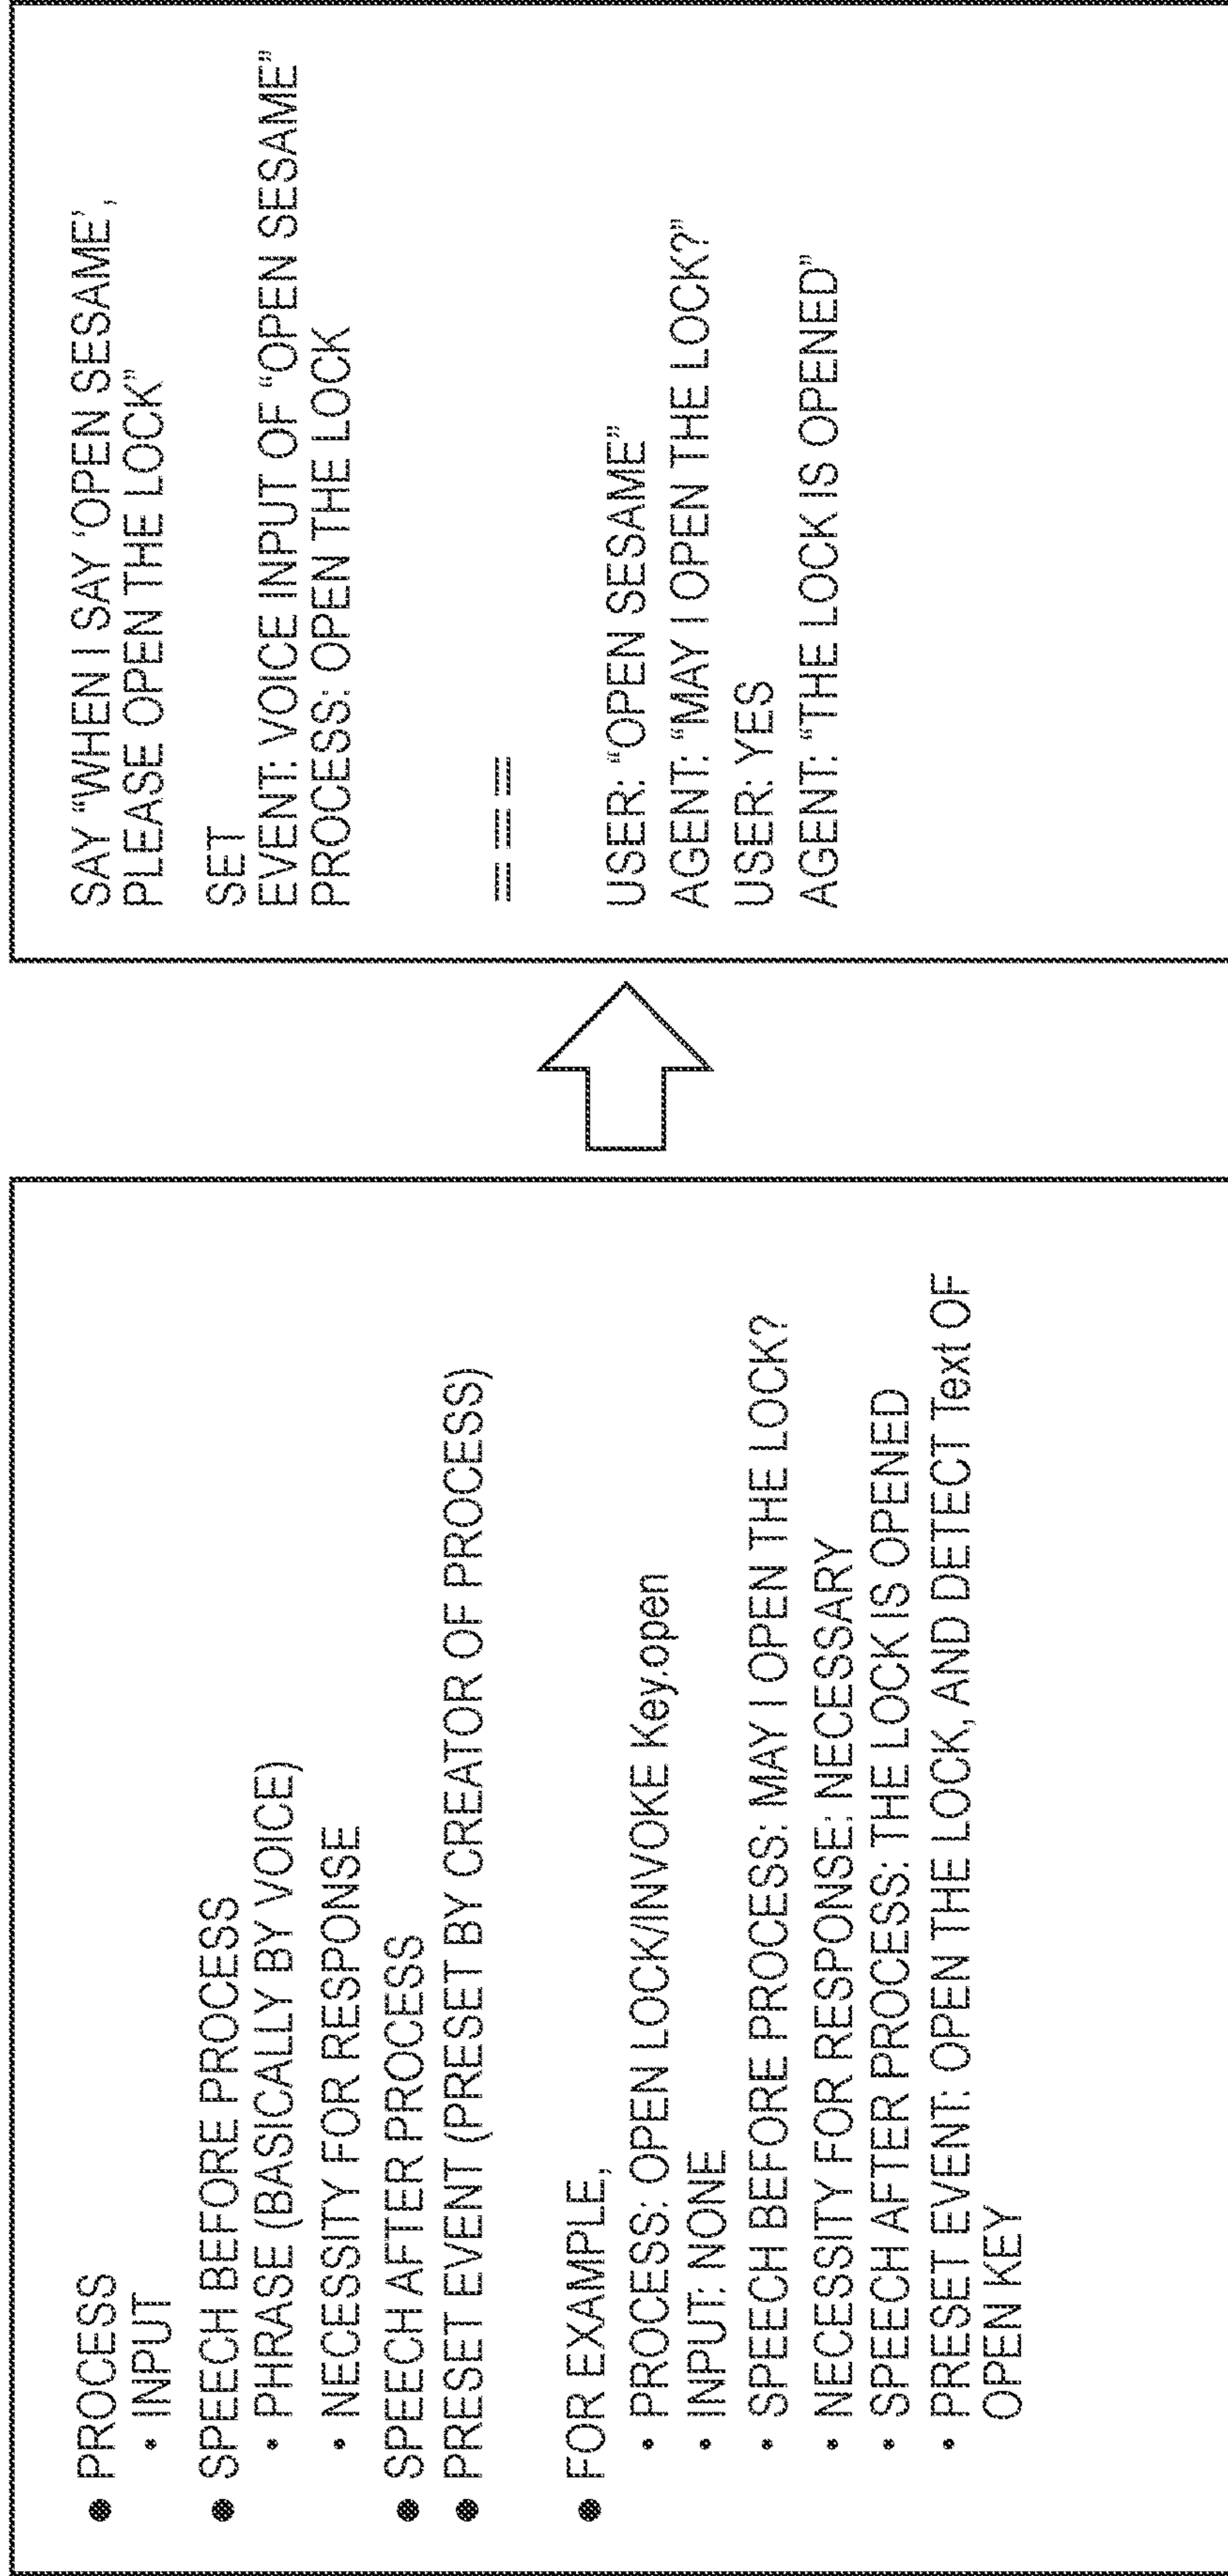 ● PROCESS
• INPUT
● SPEECH BEFORE PROCESS
• PHRASE (BASICALLY BY VOICE)
• NECESSITY FOR RESPONSE
● SPEECH AFTER PROCESS
● PRESET EVENT (PRESET BY CREATOR OF PROCESS)
● FOR EXAMPLE,
• PROCESS: OPEN LOCK/INVOKE Key.open
• INPUT: NONE
• SPEECH BEFORE PROCESS: MAY I OPEN THE LOCK?
• NECESSITY FOR RESPONSE: NECESSARY
• SPEECH AFTER PROCESS: THE LOCK IS OPENED
• PRESET EVENT: OPEN THE LOCK, AND DETECT Text OF
OPEN KEY
SAY “WHEN I SAY ‘OPEN SESAME’,
PLEASE OPEN THE LOCK”
SET
EVENT: VOICE INPUT OF “OPEN SESAME”
PROCESS: OPEN THE LOCK
===
USER: “OPEN SESAME”
AGENT: “MAY I OPEN THE LOCK?”
USER: YES
AGENT: “THE LOCK IS OPENED”